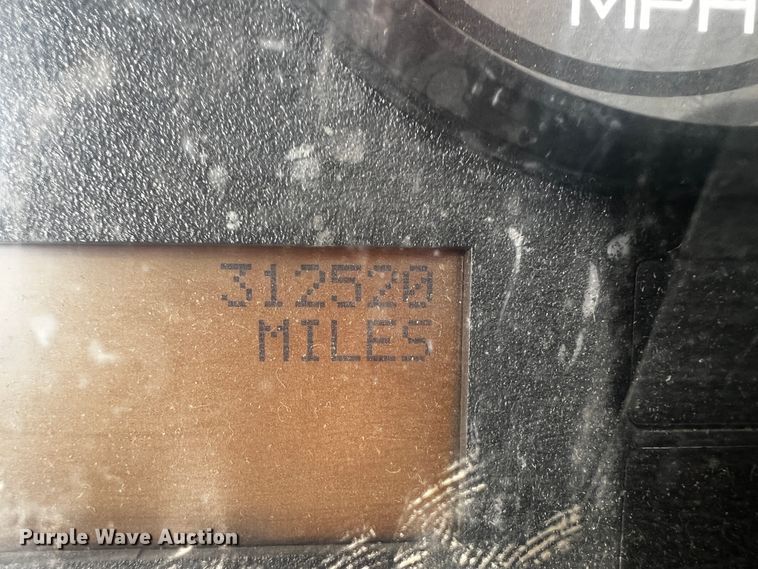 MPH
312520
MILES
Purple Wave Auction